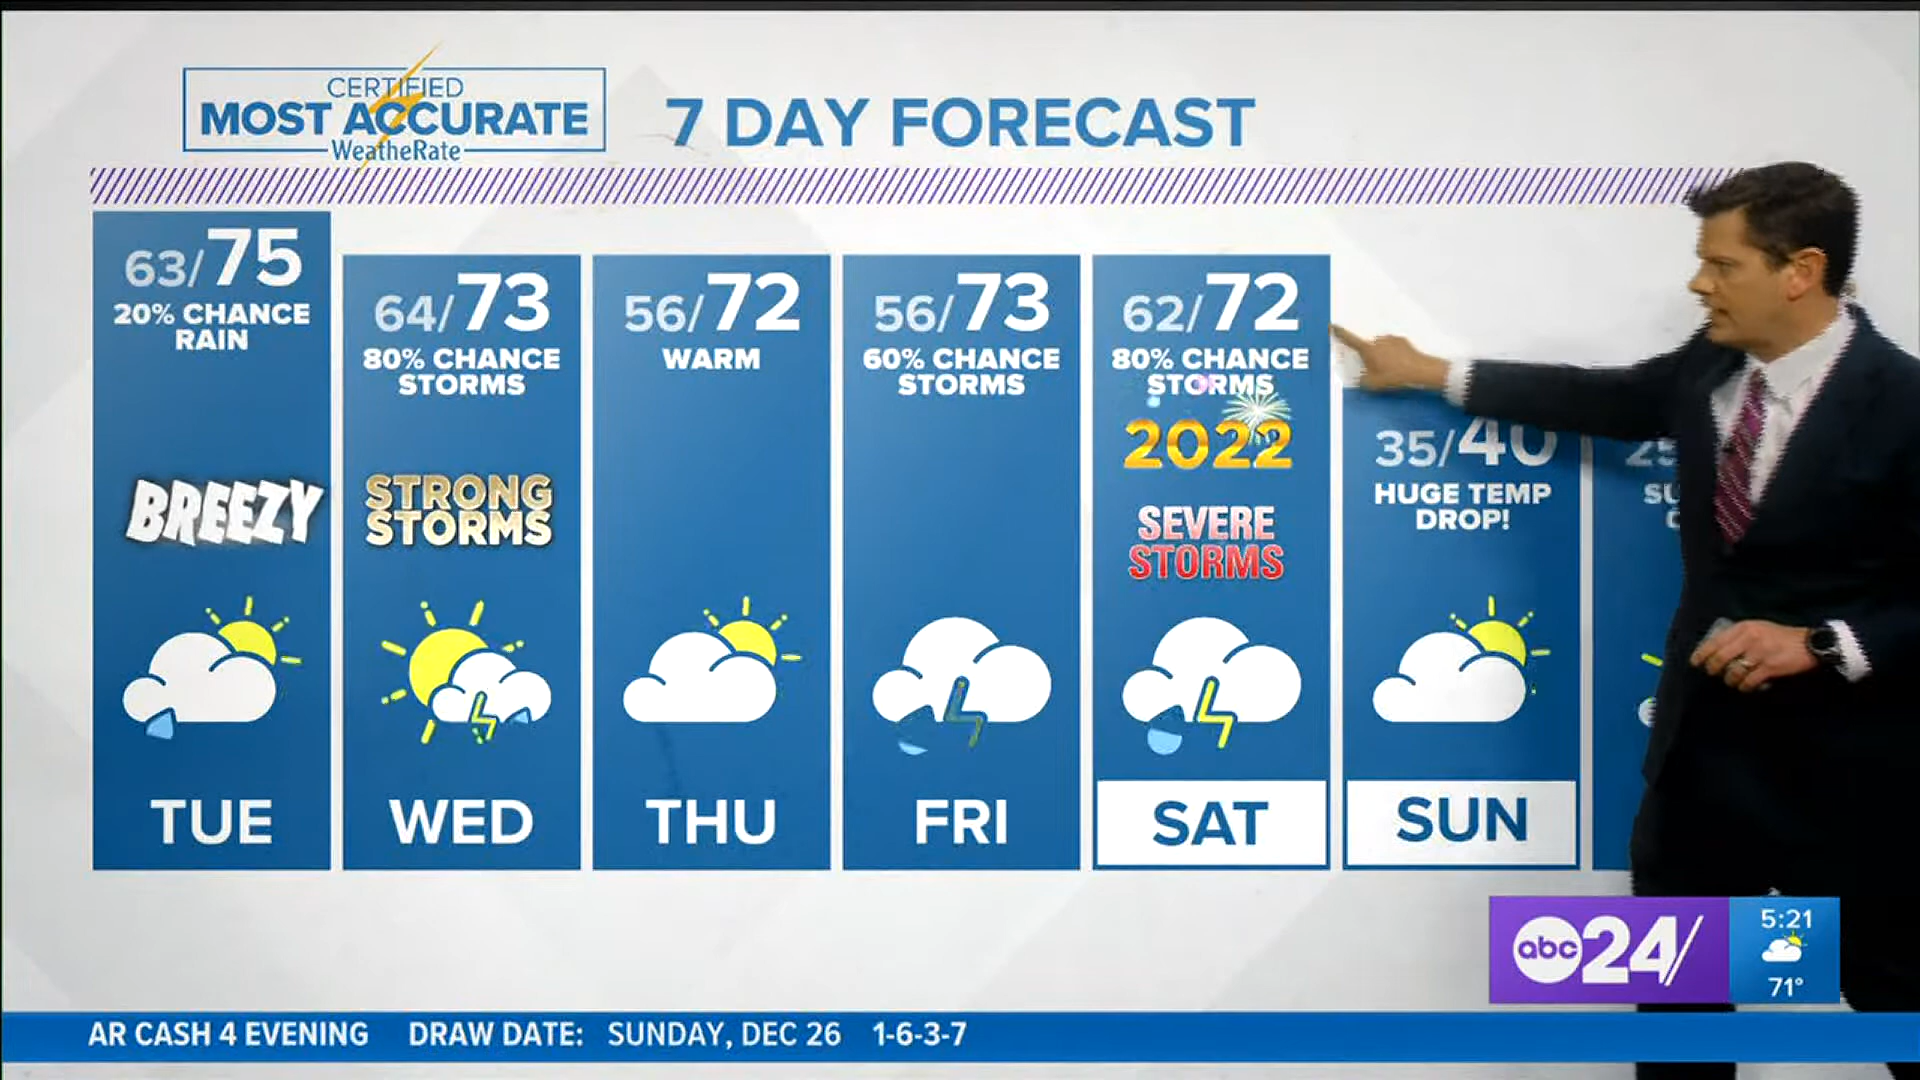 CERTIFIED
MOST ACCURATE
WeatheRate
7 DAY FORECAST
63/75
20% CHANCE
RAIN
BREEZY
TUE
64/73
80% CHANCE
STORMS
STRONG
STORMS
WED
56/72
WARM
THU
56/73
60% CHANCE
STORMS
FRI
62/72
80% CHANCE
STORMS
2022
SEVERE
STORMS
SAT
35/40
HUGE TEMP
DROP!
SUN
abc24/
5:21
71°
AR CASH 4 EVENING DRAW DATE: SUNDAY, DEC 26 1-6-3-7